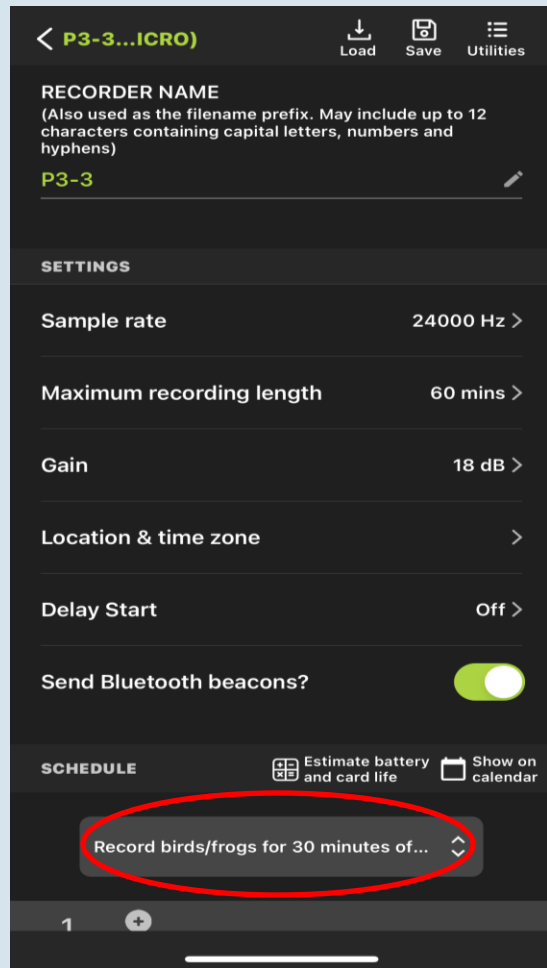 P3-3...ICRO)
Load Save Utilities
RECORDER NAME
(Also used as the filename prefix. May include up to 12
characters containing capital letters, numbers and
hyphens)
P3-3
SETTINGS
Sample rate 24000 Hz
Maximum recording length 60 mins
Gain 18 dB
Location & time zone
Delay Start Off
Send Bluetooth beacons?
SCHEDULE Estimate battery and card life Show on calendar
Record birds/frogs for 30 minutes of...
1